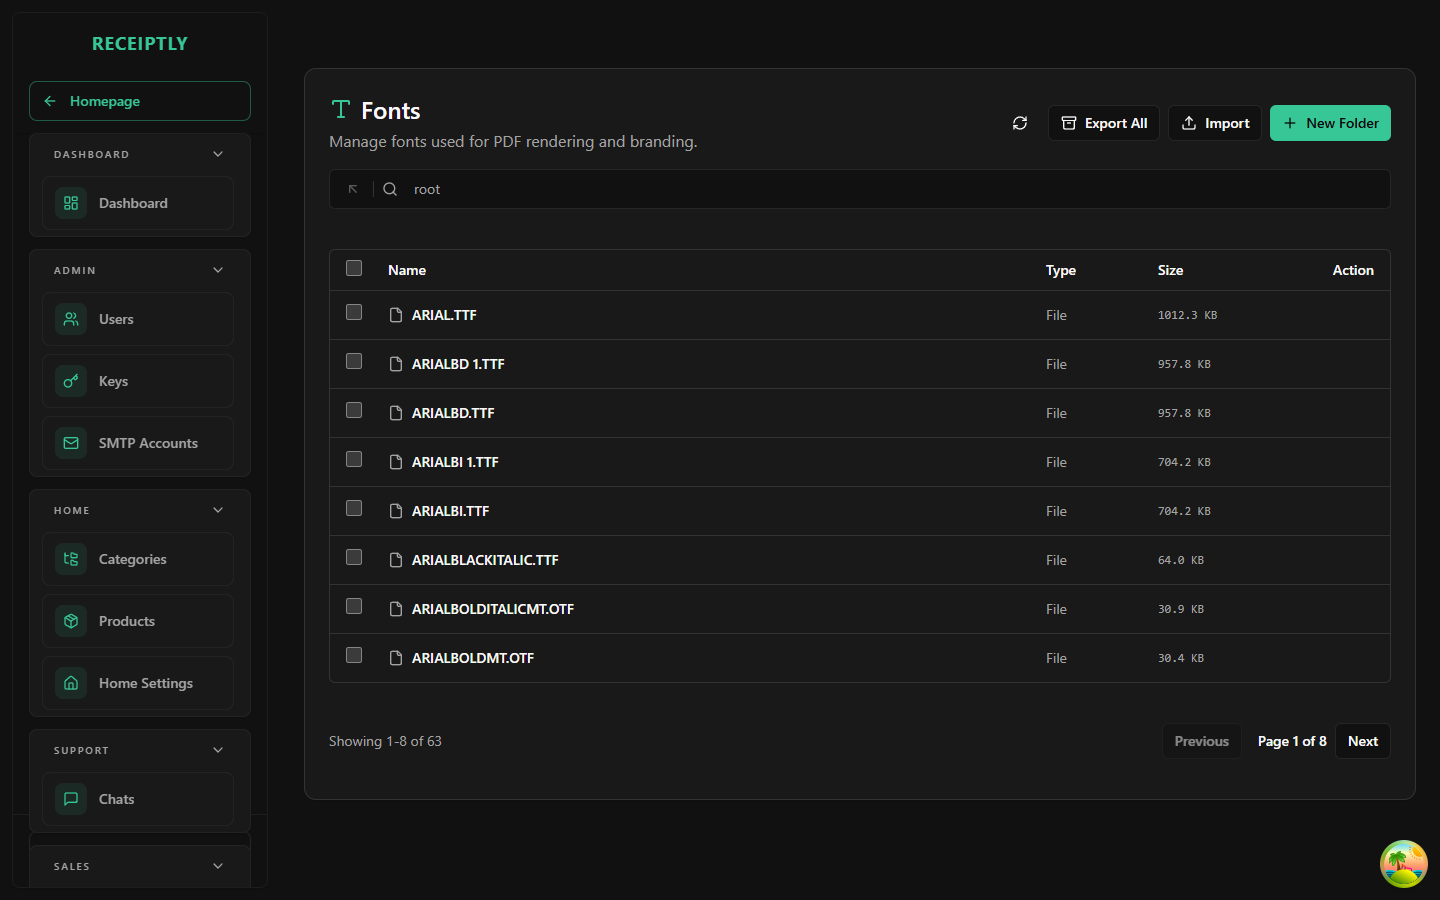 RECEIPTLY
Homepage
DASHBOARD
Dashboard
ADMIN
Users
Keys
SMTP Accounts
HOME
Categories
Products
Home Settings
SUPPORT
Chats
SALES
Fonts
Manage fonts used for PDF rendering and branding.
Export All
Import
New Folder
root
Name Type Size Action
ARIAL.TTF File 1012.3 KB
ARIALBD 1.TTF File 957.8 KB
ARIALBD.TTF File 957.8 KB
ARIALBI 1.TTF File 704.2 KB
ARIALBI.TTF File 704.2 KB
ARIALBLACKITALIC.TTF File 64.0 KB
ARIALBOLDITALICMT.OTF File 30.9 KB
ARIALBOLDMT.OTF File 30.4 KB
Showing 1-8 of 63
Previous Page 1 of 8 Next